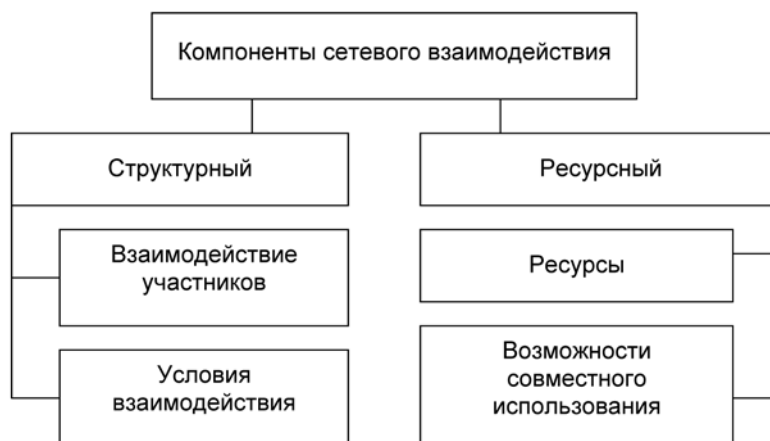 Компоненты сетевого взаимодействия
Структурный
Взаимодействие
участников
Условия
взаимодействия
Ресурсный
Ресурсы
Возможности
совместного
использования